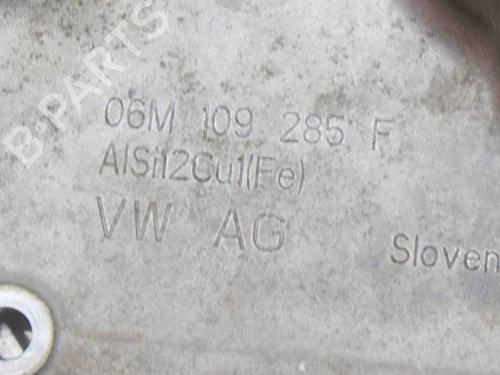 B-PARTS
06M 109 285 F
AlSi12Cu1(Fe)
VW AG
Sloven